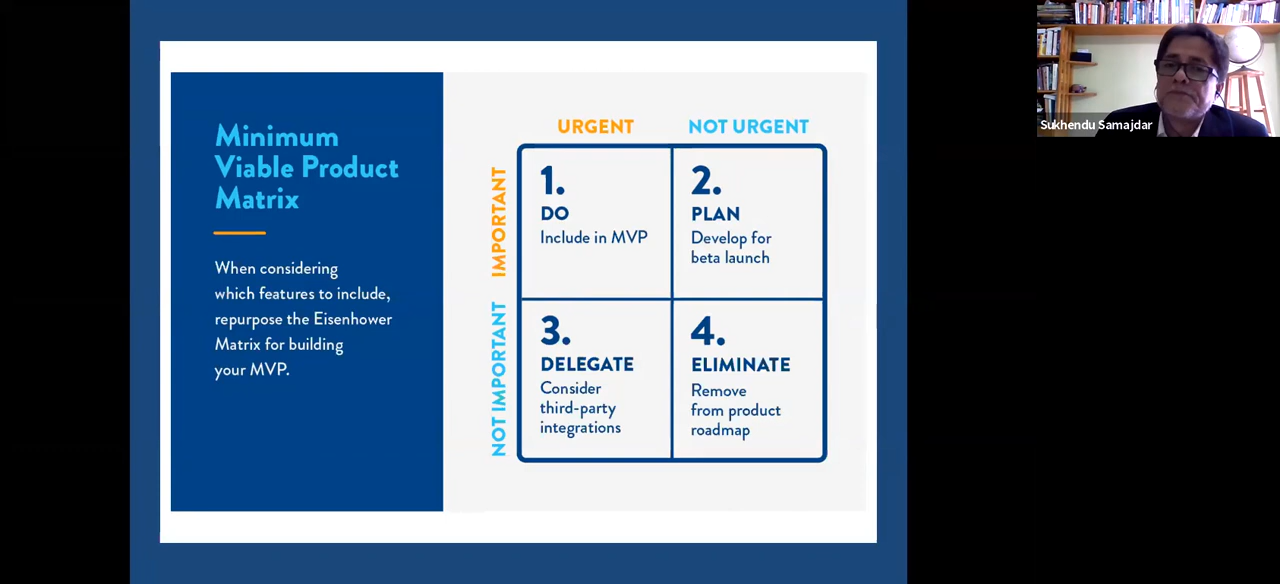 Minimum
Viable Product
Matrix
When considering
which features to include,
repurpose the Eisenhower
Matrix for building
your MVP.
URGENT
NOT URGENT
IMPORTANT
NOT IMPORTANT
1.
DO
Include in MVP
2.
PLAN
Develop for
beta launch
3.
DELEGATE
Consider
third-party
integrations
4.
ELIMINATE
Remove
from product
roadmap
Sukhendu Samajdar